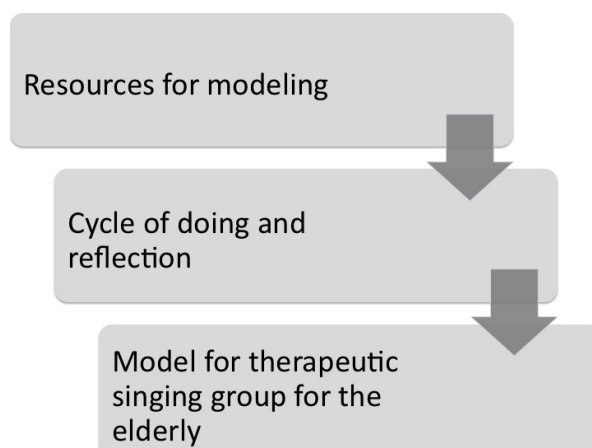 Resources for modeling
Cycle of doing and
reflection
Model for therapeutic
singing group for the
elderly